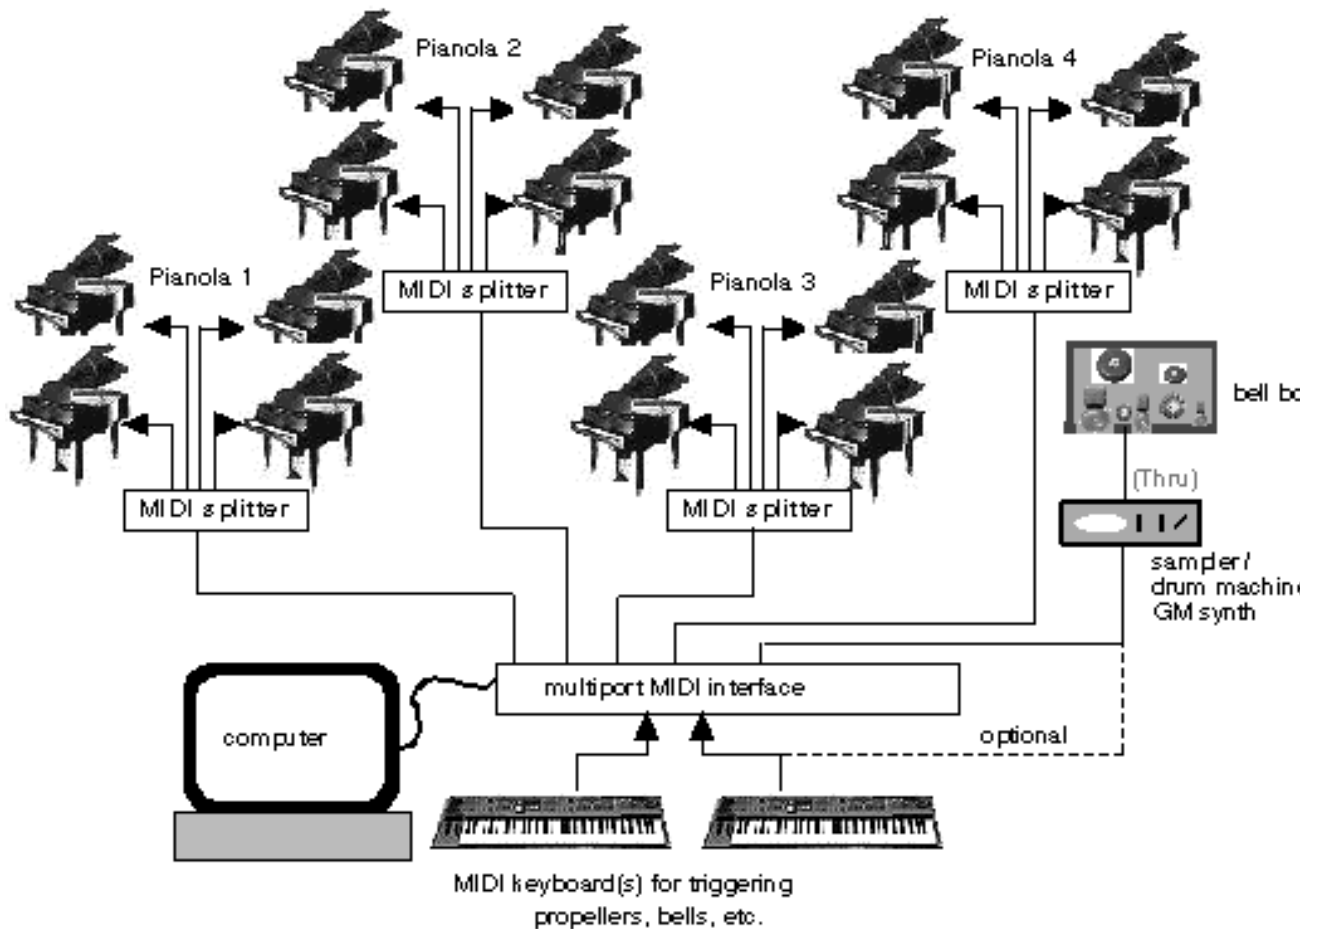 Pianola 2
Pianola 4
Pianola 1
Pianola 3
MIDI splitter
MIDI splitter
MIDI splitter
MIDI splitter
bell bo
(Thru)
sampler/
drum machine
GM synth
multiport MIDI interface
computer
optional
MIDI keyboard(s) for triggering
propellers, bells, etc.